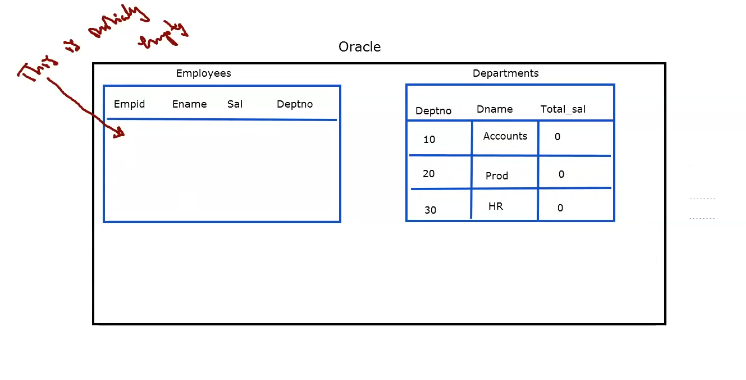 This is initialy
empty
Oracle
Employees
Departments
Empid Ename Sal Deptno
Deptno Dname Total_sal
10 Accounts 0
20 Prod 0
30 HR 0